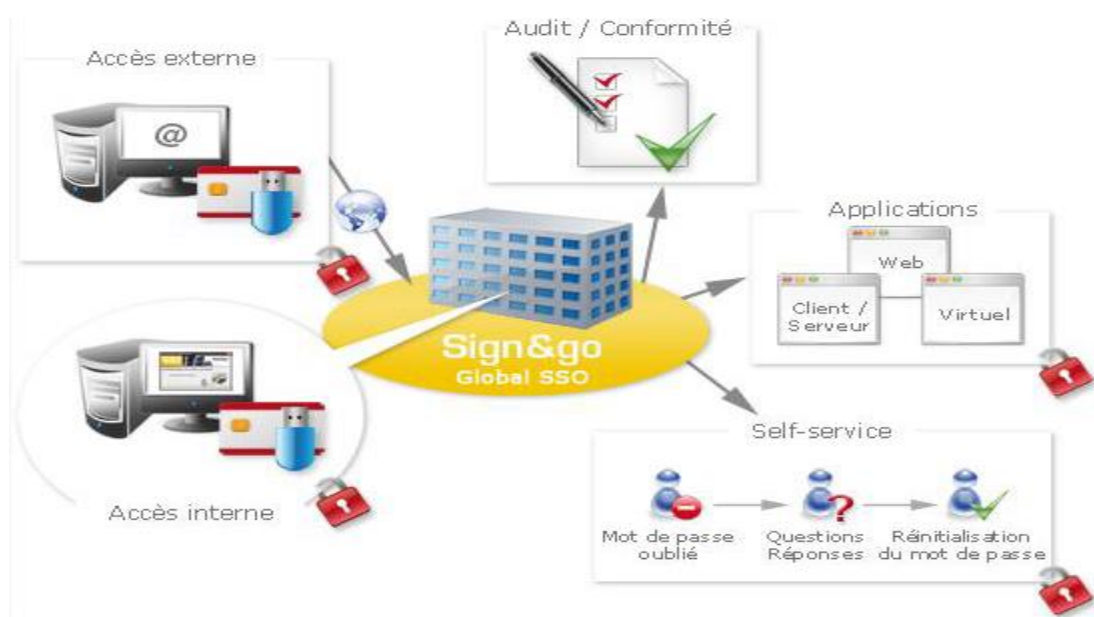 Audit / Conformité
Accès externe
@
Applications
Web
Client /
Serveur
Virtuel
Sign&go
Global SSO
Self-service
Accès interne
Mot de passe
oublié
Questions
Réponses
Réinitialisation
du mot de passe